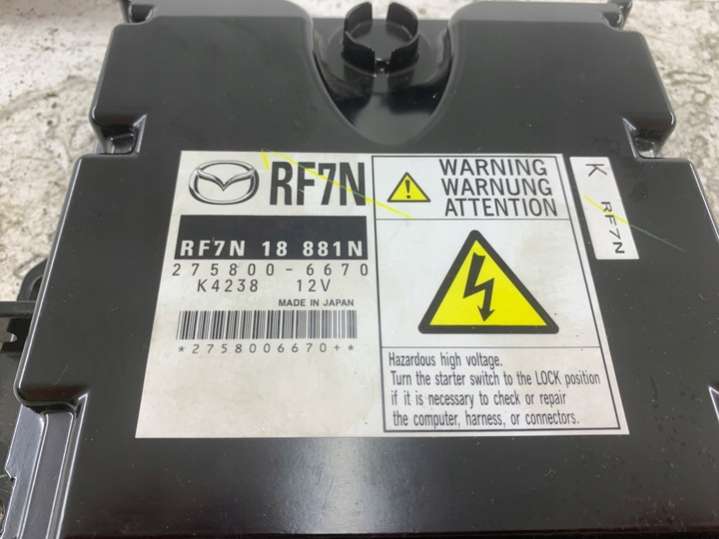 RF7N
RF7N 18 881N
275800-6670
K4238 12V
MADE IN JAPAN
*2758006670+*
WARNING
WARNUNG
ATTENTION
Hazardous high voltage.
Turn the starter switch to the LOCK position
if it is necessary to check or repair
the computer, harness, or connectors.
K RF7N